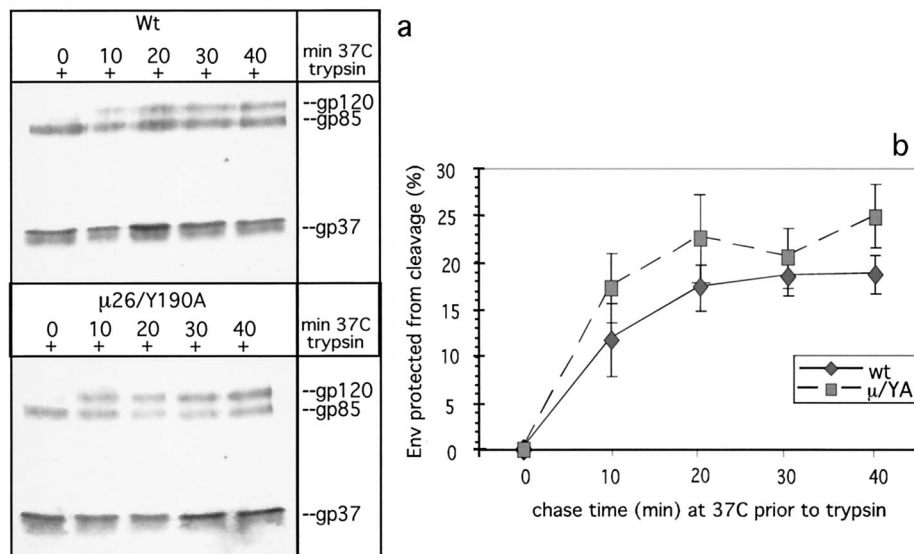 a
Wt
0 10 20 30 40 min 37C
+ + + + + trypsin
--gp120
--gp85
--gp37
μ26/Y190A
0 10 20 30 40 min 37C
+ + + + + trypsin
--gp120
--gp85
--gp37
b
Env protected from cleavage (%)
30
25
20
15
10
5
0
0 10 20 30 40
chase time (min) at 37C prior to trypsin
wt
μ/YA